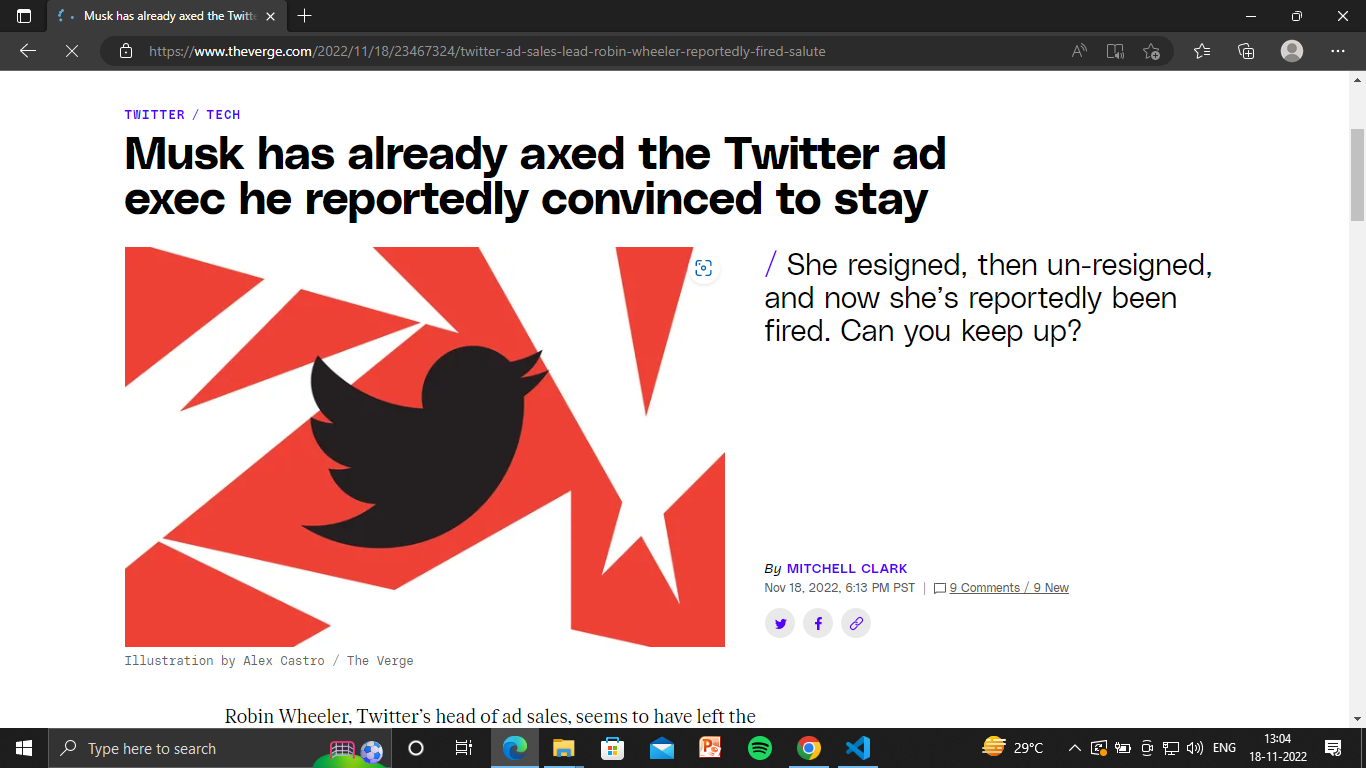 Musk has already axed the Twitte
https://www.theverge.com/2022/11/18/23467324/twitter-ad-sales-lead-robin-wheeler-reportedly-fired-salute
TWITTER / TECH
Musk has already axed the Twitter ad
exec he reportedly convinced to stay
/ She resigned, then un-resigned,
and now she’s reportedly been
fired. Can you keep up?
By MITCHELL CLARK
Nov 18, 2022, 6:13 PM PST | 9 Comments / 9 New
Illustration by Alex Castro / The Verge
Robin Wheeler, Twitter’s head of ad sales, seems to have left the
Type here to search
29°C
ENG
13:04
18-11-2022